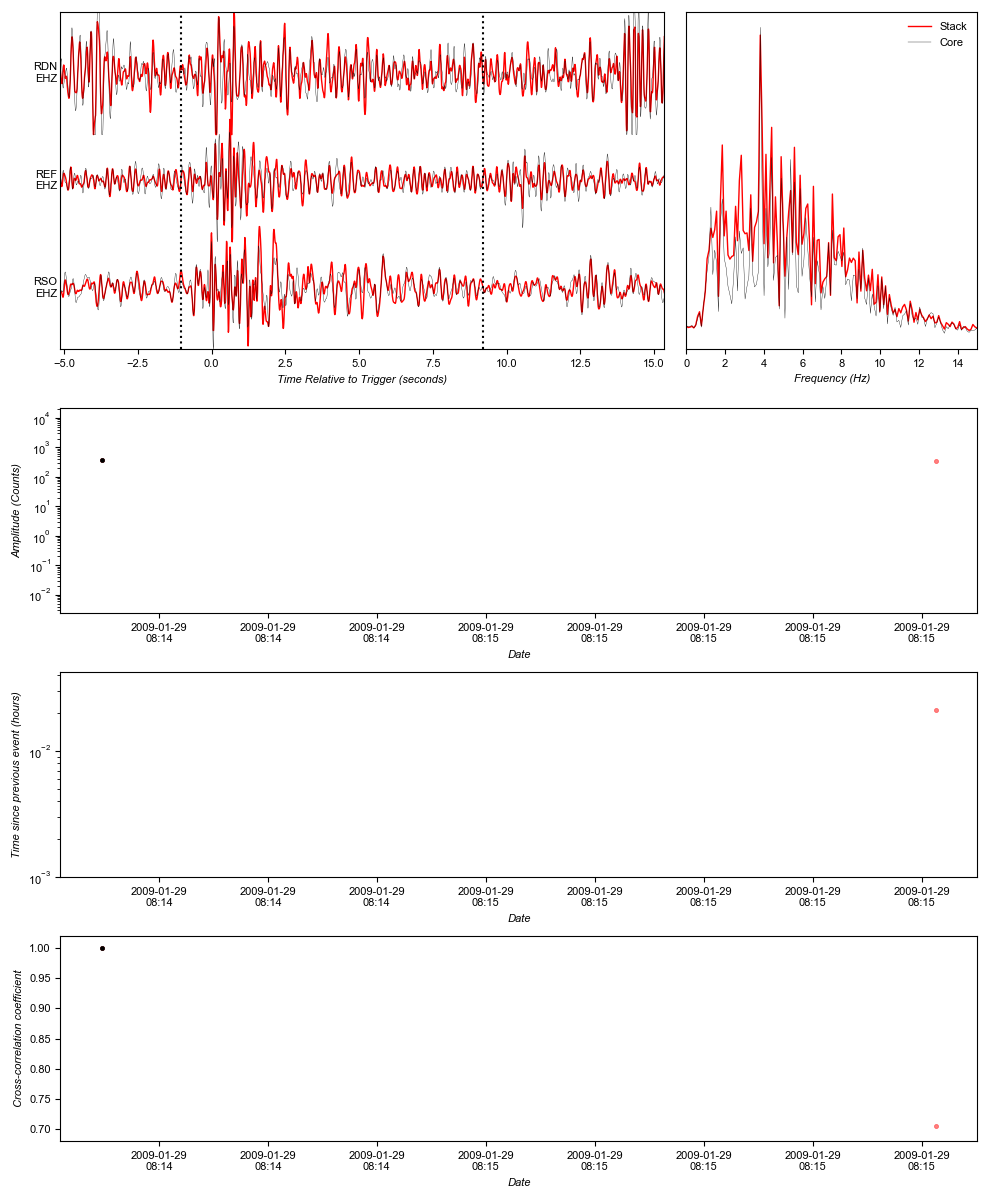 RDN
EHZ
REF
EHZ
RSO
EHZ
−5.0 −2.5 0.0 2.5 5.0 7.5 10.0 12.5 15.0
Time Relative to Trigger (seconds)
Stack
Core
0 2 4 6 8 10 12 14
Frequency (Hz)
10⁴
10³
10²
10¹
10⁰
10⁻¹
10⁻²
Amplitude (Counts)
2009-01-29 2009-01-29 2009-01-29 2009-01-29 2009-01-29 2009-01-29 2009-01-29 2009-01-29
08:14 08:14 08:14 08:15 08:15 08:15 08:15 08:15
Date
10⁻²
10⁻³
Time since previous event (hours)
2009-01-29 2009-01-29 2009-01-29 2009-01-29 2009-01-29 2009-01-29 2009-01-29 2009-01-29
08:14 08:14 08:14 08:15 08:15 08:15 08:15 08:15
Date
1.00
0.95
0.90
0.85
0.80
0.75
0.70
Cross-correlation coefficient
2009-01-29 2009-01-29 2009-01-29 2009-01-29 2009-01-29 2009-01-29 2009-01-29 2009-01-29
08:14 08:14 08:14 08:15 08:15 08:15 08:15 08:15
Date